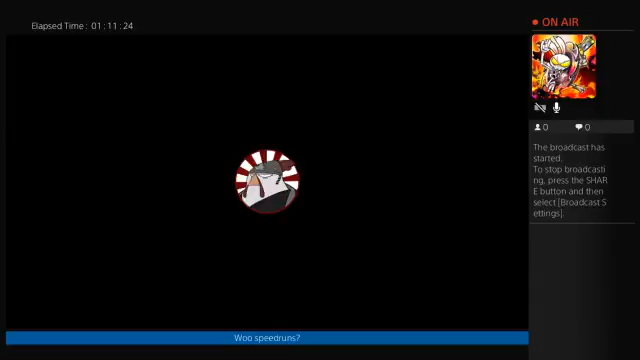 Elapsed Time : 01 : 11 : 24
ON AIR
0 0
The broadcast has
started.
To stop broadcasti
ng, press the SHAR
E button and then
select [Broadcast S
ettings].
Woo speedruns?